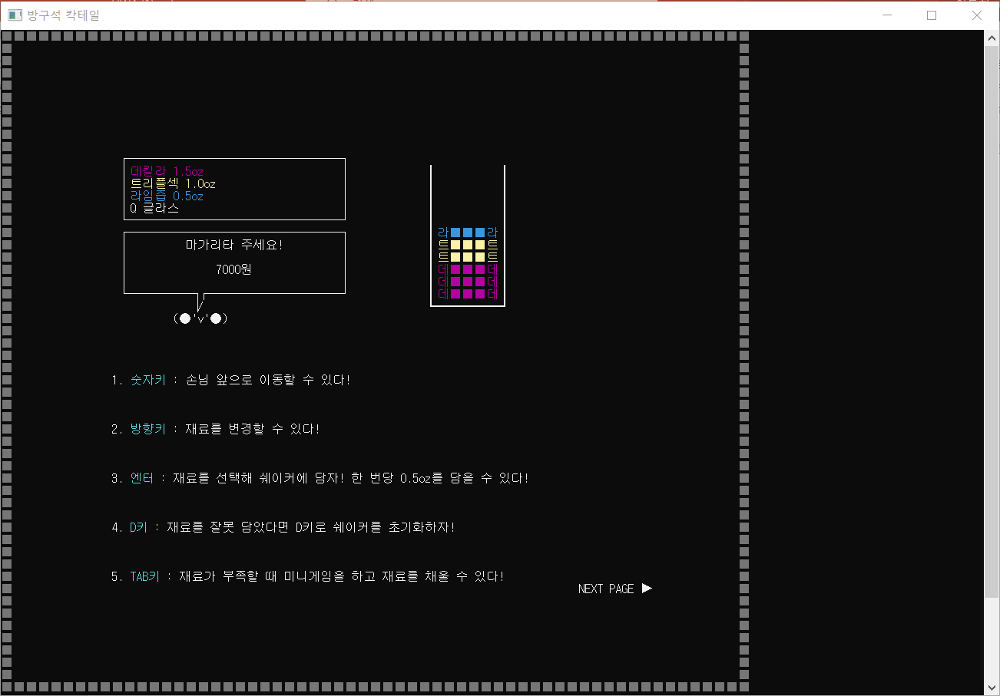 방구석 칵테일
데킬라 1.5oz
트리플섹 1.0oz
라임즙 0.5oz
Q 글라스
마가리타 주세요!
7000원
(●'v'●)
라 라
트 트
트 트
데 데
데 데
데 데
1. 숫자키 : 손님 앞으로 이동할 수 있다!
2. 방향키 : 재료를 변경할 수 있다!
3. 엔터 : 재료를 선택해 쉐이커에 담자! 한 번당 0.5oz를 담을 수 있다!
4. D키 : 재료를 잘못 담았다면 D키로 쉐이커를 초기화하자!
5. TAB키 : 재료가 부족할 때 미니게임을 하고 재료를 채울 수 있다!
NEXT PAGE ▶